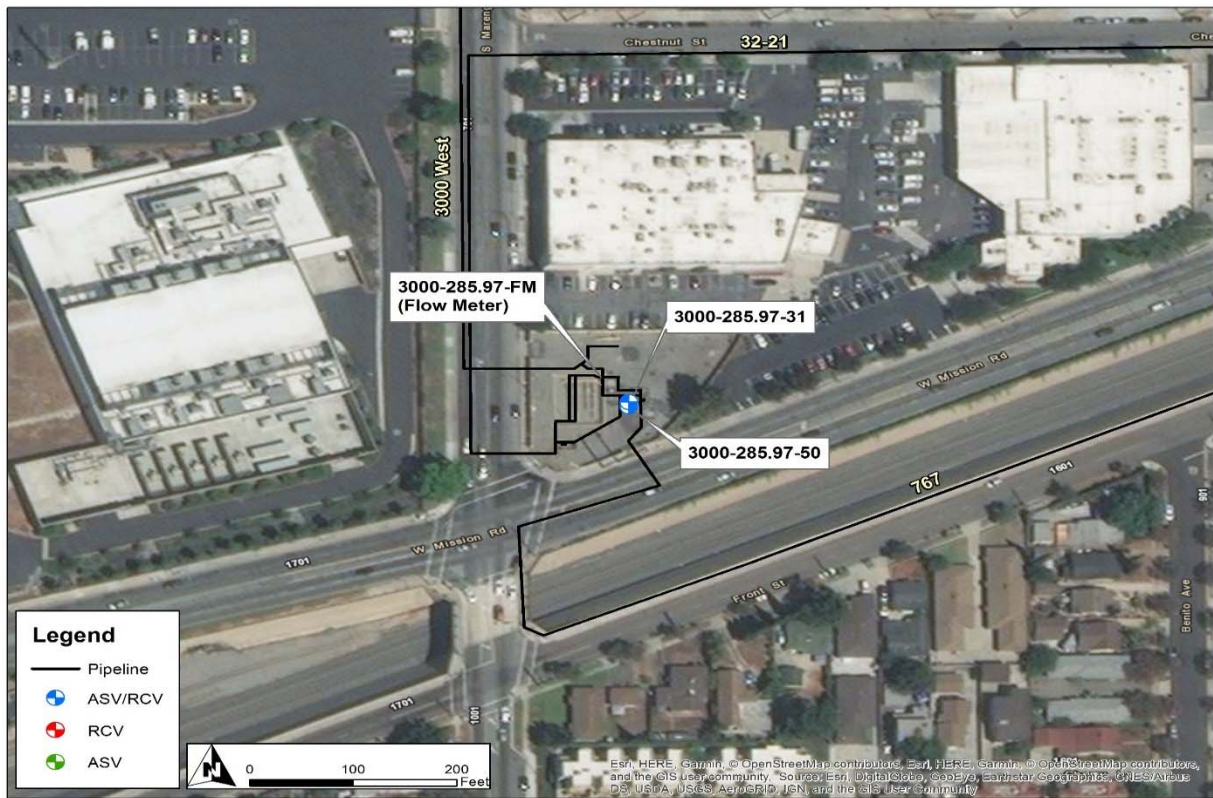 S Maren
Chestnut St
32-21
Che
701
3000 West
3000-285.97-FM
(Flow Meter)
3000-285.97-31
3000-285.97-50
W Mission Rd
767
1601
901
Benito Ave
W Mission Rd
1701
Front St
1701
1001
Legend
Pipeline
ASV/RCV
RCV
ASV
N
0 100 200
Feet
Esri, HERE, Garmin, © OpenStreetMap contributors, Esri, HERE, Garmin, © OpenStreetMap contributors,
and the GIS user community, Source: Esri, DigitalGlobe, GeoEye, Earthstar Geographics, CNES/Airbus
DS, USDA, USGS, AeroGRID, IGN, and the GIS User Community